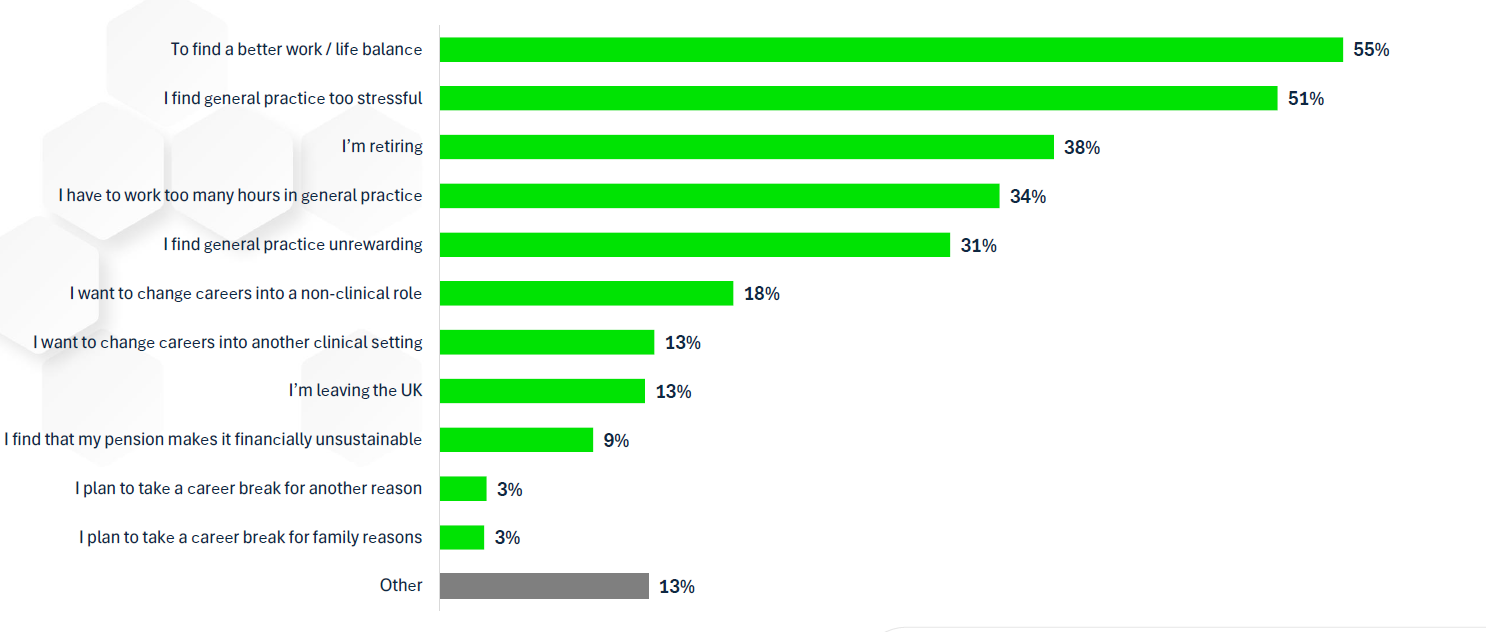 To find a better work / life balance 55%
I find general practice too stressful 51%
I'm retiring 38%
I have to work too many hours in general practice 34%
I find general practice unrewarding 31%
I want to change careers into a non-clinical role 18%
I want to change careers into another clinical setting 13%
I'm leaving the UK 13%
I find that my pension makes it financially unsustainable 9%
I plan to take a career break for another reason 3%
I plan to take a career break for family reasons 3%
Other 13%